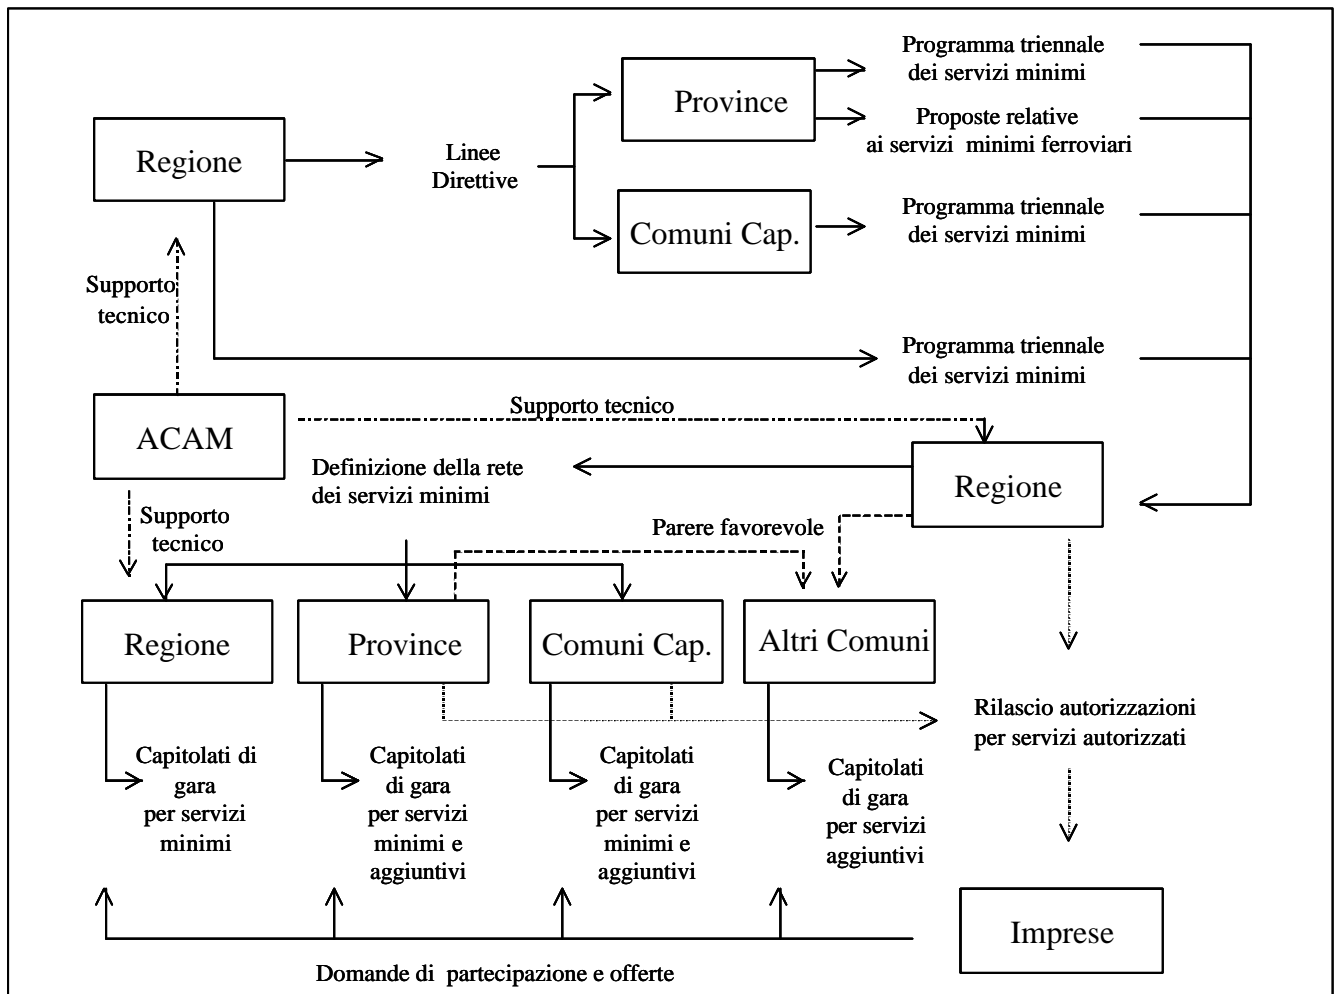 Programma triennale
dei servizi minimi
Province
Proposte relative
ai servizi minimi ferroviari
Regione
Linee
Direttive
Programma triennale
dei servizi minimi
Comuni Cap.
Supporto
tecnico
Programma triennale
dei servizi minimi
Supporto tecnico
ACAM
Definizione della rete
dei servizi minimi
Regione
Supporto
tecnico
Parere favorevole
Regione
Province
Comuni Cap.
Altri Comuni
Rilascio autorizzazioni
per servizi autorizzati
Capitolati di
gara
per servizi
minimi
Capitolati
di gara
per servizi
minimi e
aggiuntivi
Capitolati
di gara
per servizi
minimi e
aggiuntivi
Capitolati
di gara
per servizi
aggiuntivi
Imprese
Domande di partecipazione e offerte